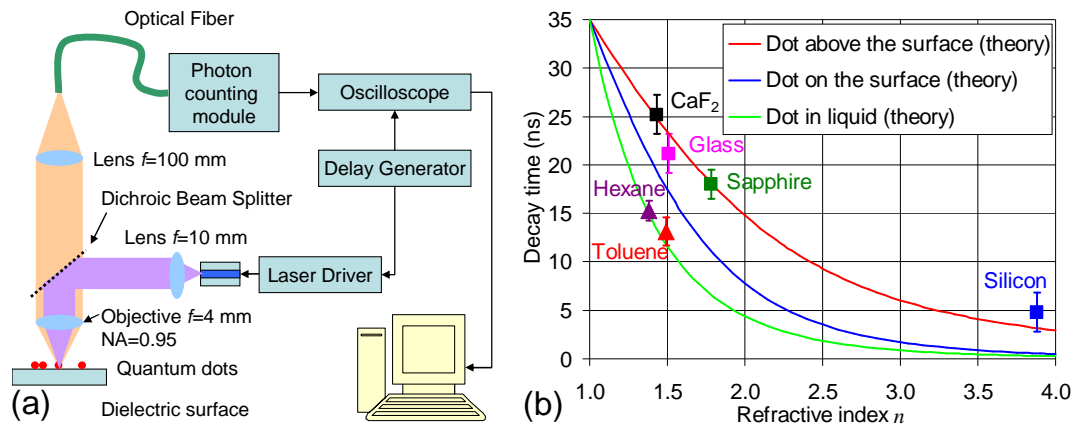 Optical Fiber
Photon
counting
module
Oscilloscope
Delay Generator
Laser Driver
Lens f=100 mm
Dichroic Beam Splitter
Lens f=10 mm
Objective f=4 mm
NA=0.95
Quantum dots
Dielectric surface
(a)
Decay time (ns)
35
30
25
20
15
10
5
0
Dot above the surface (theory)
Dot on the surface (theory)
Dot in liquid (theory)
CaF₂
Glass
Sapphire
Hexane
Toluene
Silicon
1.0 1.5 2.0 2.5 3.0 3.5 4.0
Refractive index n
(b)